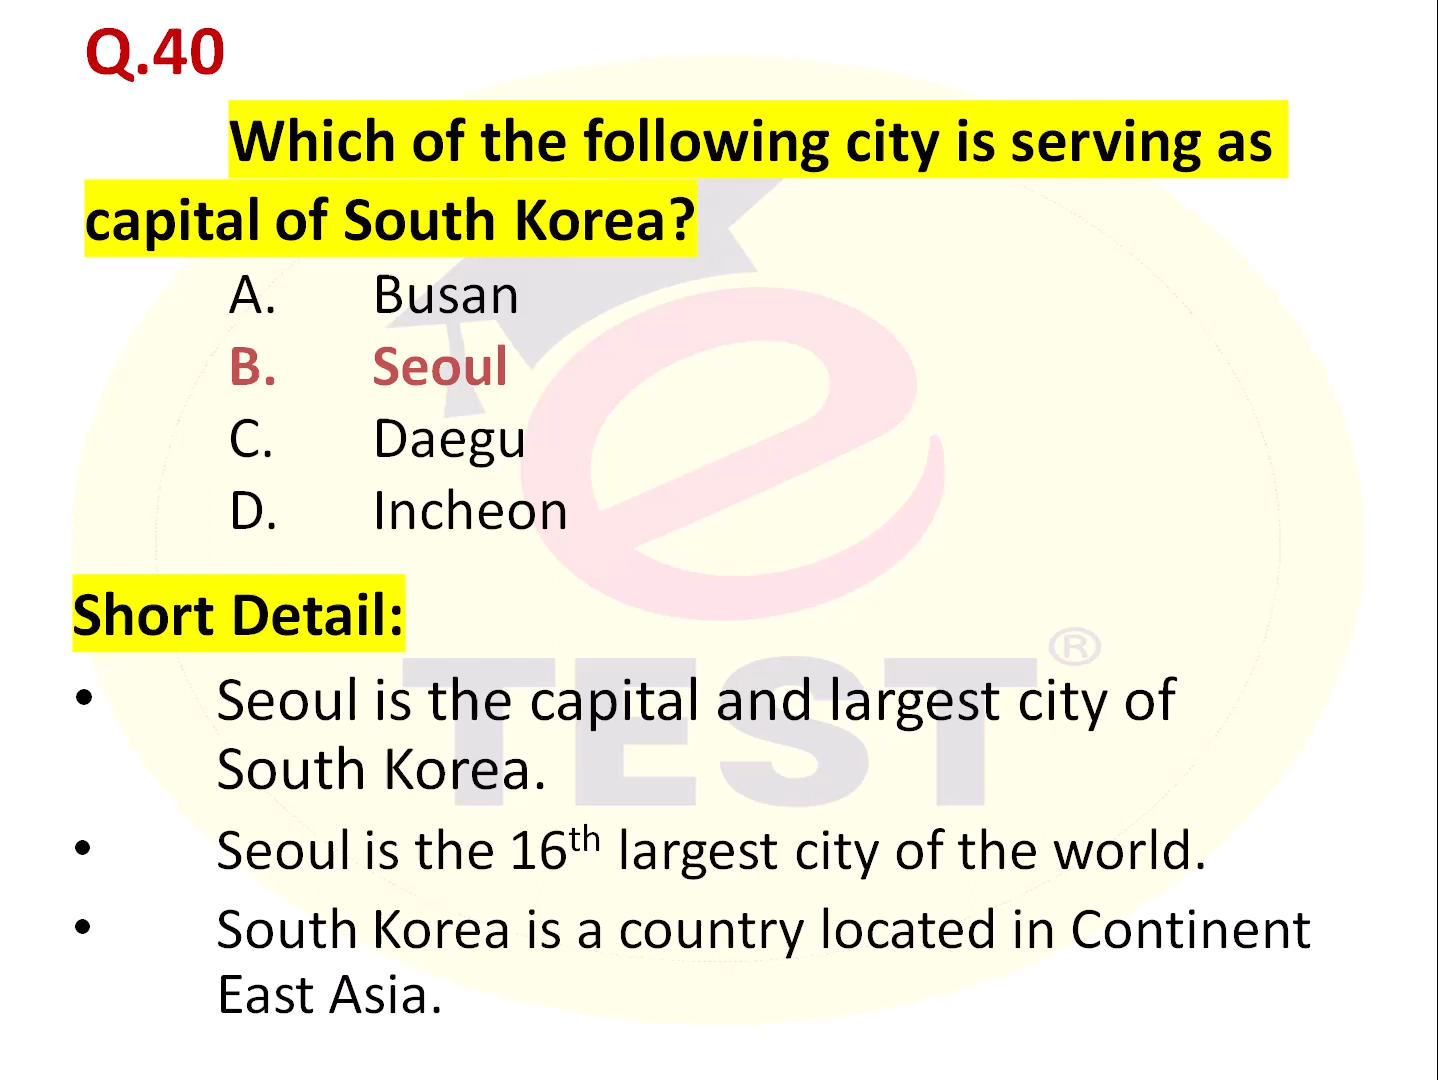 Q.40
Which of the following city is serving as
capital of South Korea?
A. Busan
B. Seoul
C. Daegu
D. Incheon
Short Detail:
• Seoul is the capital and largest city of
South Korea.
• Seoul is the 16th largest city of the world.
• South Korea is a country located in Continent
East Asia.
e
TEST ®